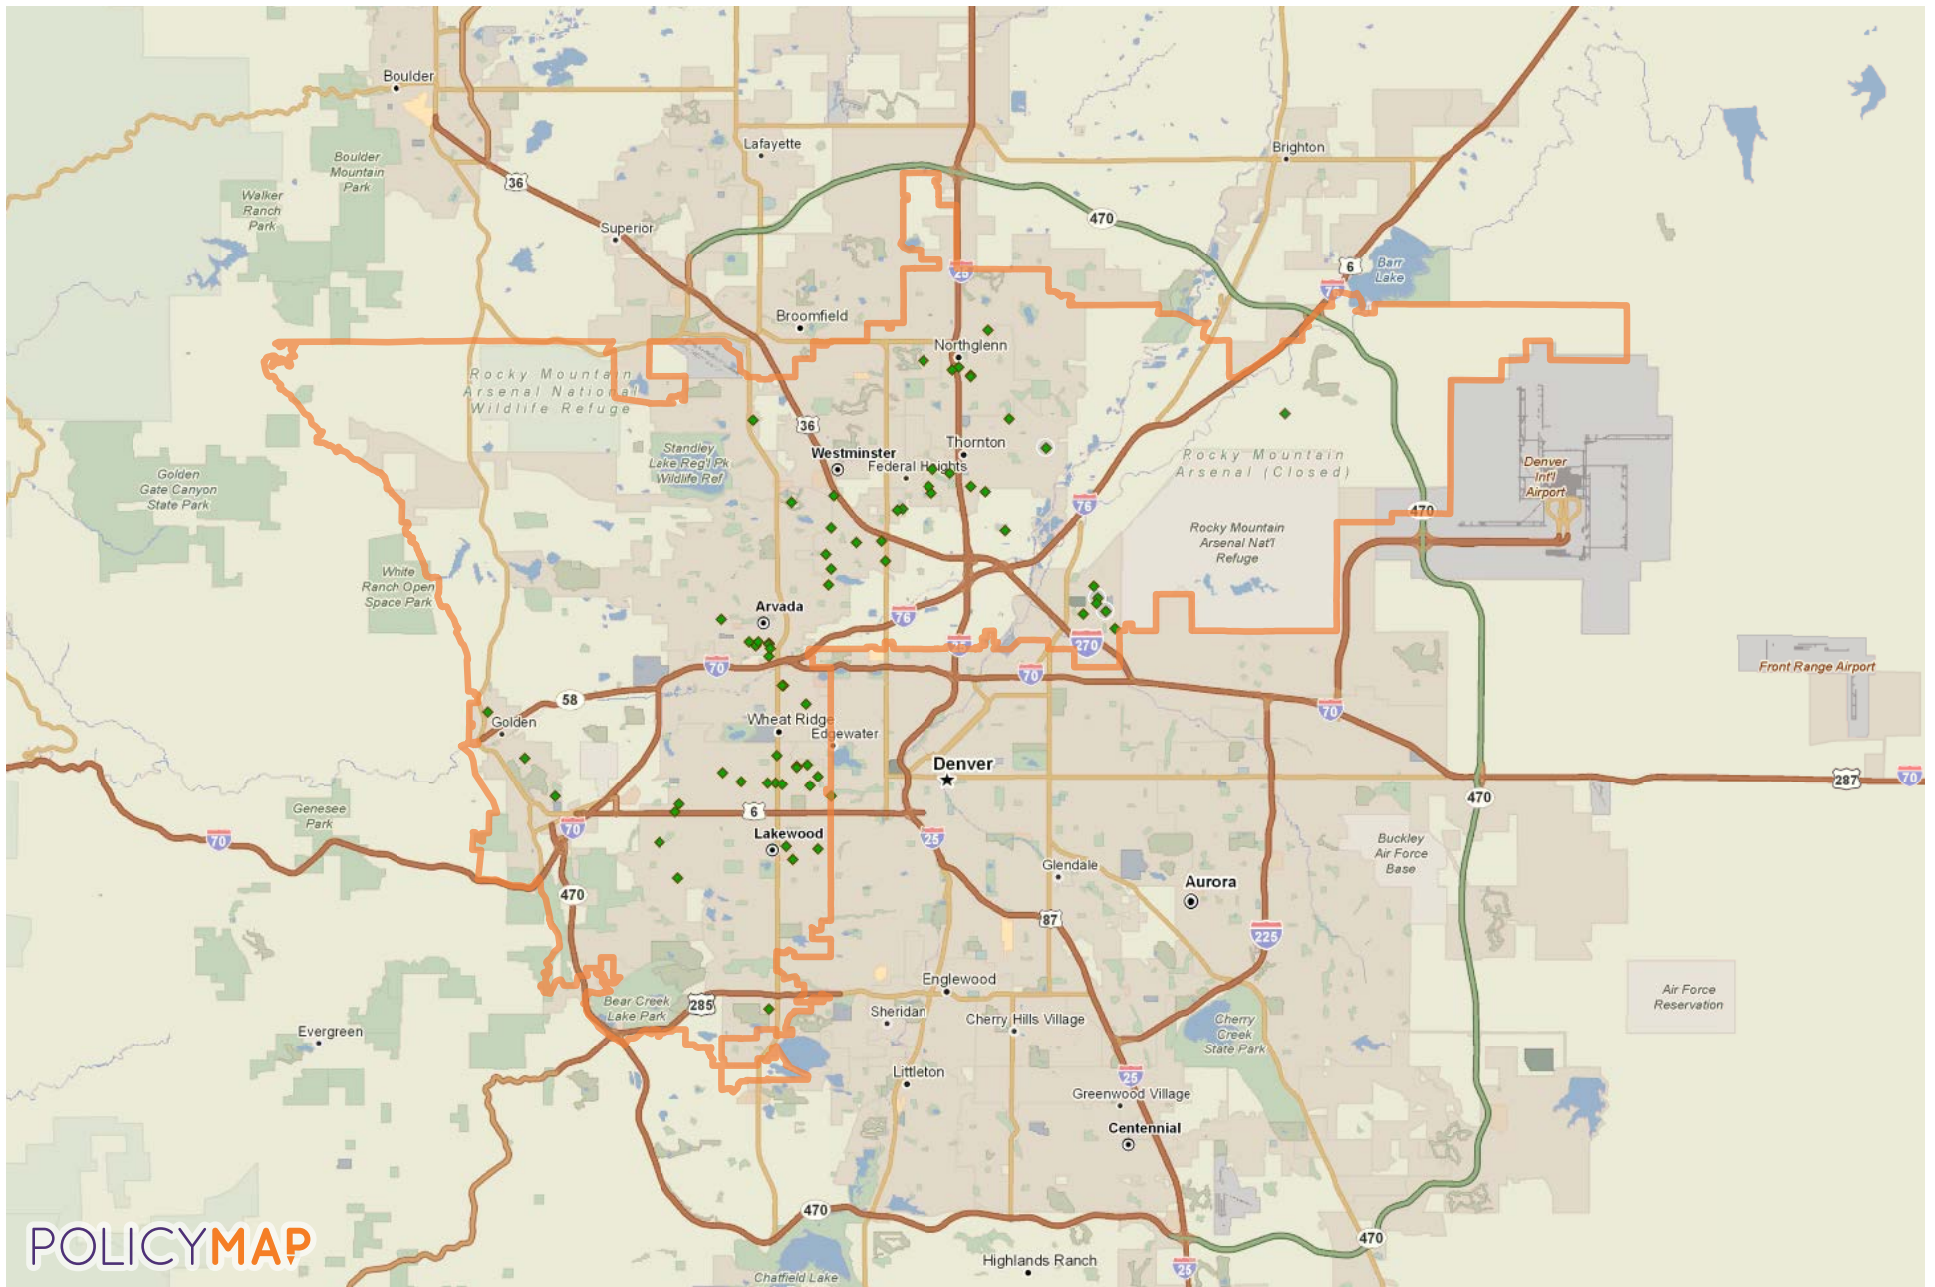 Boulder
Lafayette
Brighton
Boulder
Mountain
Park
36
Walker
Ranch
Park
470
Superior
6
Barr
Lake
25
Broomfield
Northglenn
Rocky Mountain
Arsenal National
Wildlife Refuge
36
Thornton
Standley
Lake Reg'l Pk
Wildlife Ref
Westminster
Federal Heights
Rocky Mountain
Arsenal (Closed)
Denver
Int'l
Airport
Golden
Gate Canyon
State Park
76
470
Rocky Mountain
Arsenal Nat'l
Refuge
White
Ranch Open
Space Park
Arvada
76
25
270
70
70
Front Range Airport
58
70
Golden
Wheat Ridge
Edgewater
Denver
287
70
470
Genesee
Park
6
70
70
Lakewood
25
Buckley
Air Force
Base
Glendale
Aurora
470
87
225
Englewood
Air Force
Reservation
Bear Creek
Lake Park
285
Sheridan
Cherry Hills Village
Cherry
Creek
State Park
Evergreen
Littleton
25
Greenwood Village
Centennial
470
470
POLICYMAP
Highlands Ranch
25
Chatfield Lake